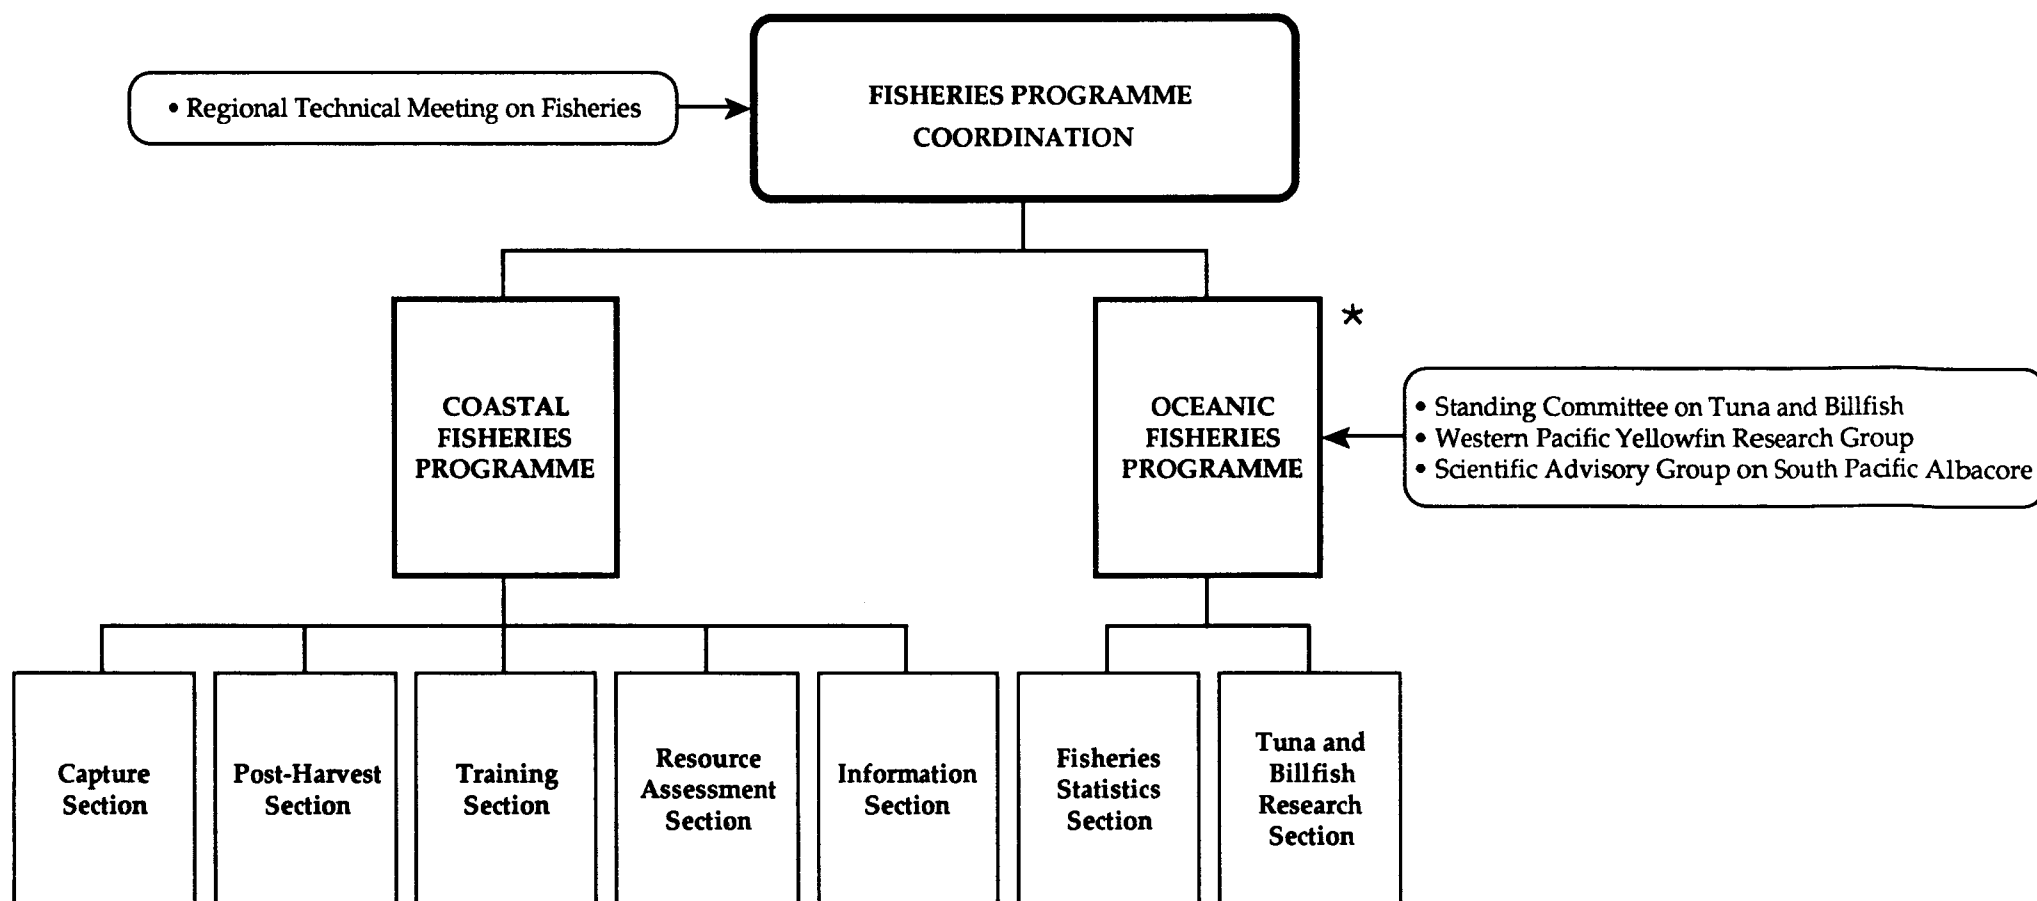 FISHERIES PROGRAMME
COORDINATION
• Regional Technical Meeting on Fisheries
COASTAL
FISHERIES
PROGRAMME
OCEANIC
FISHERIES
PROGRAMME
*
• Standing Committee on Tuna and Billfish
• Western Pacific Yellowfin Research Group
• Scientific Advisory Group on South Pacific Albacore
Capture
Section
Post-Harvest
Section
Training
Section
Resource
Assessment
Section
Information
Section
Fisheries
Statistics
Section
Tuna and
Billfish
Research
Section